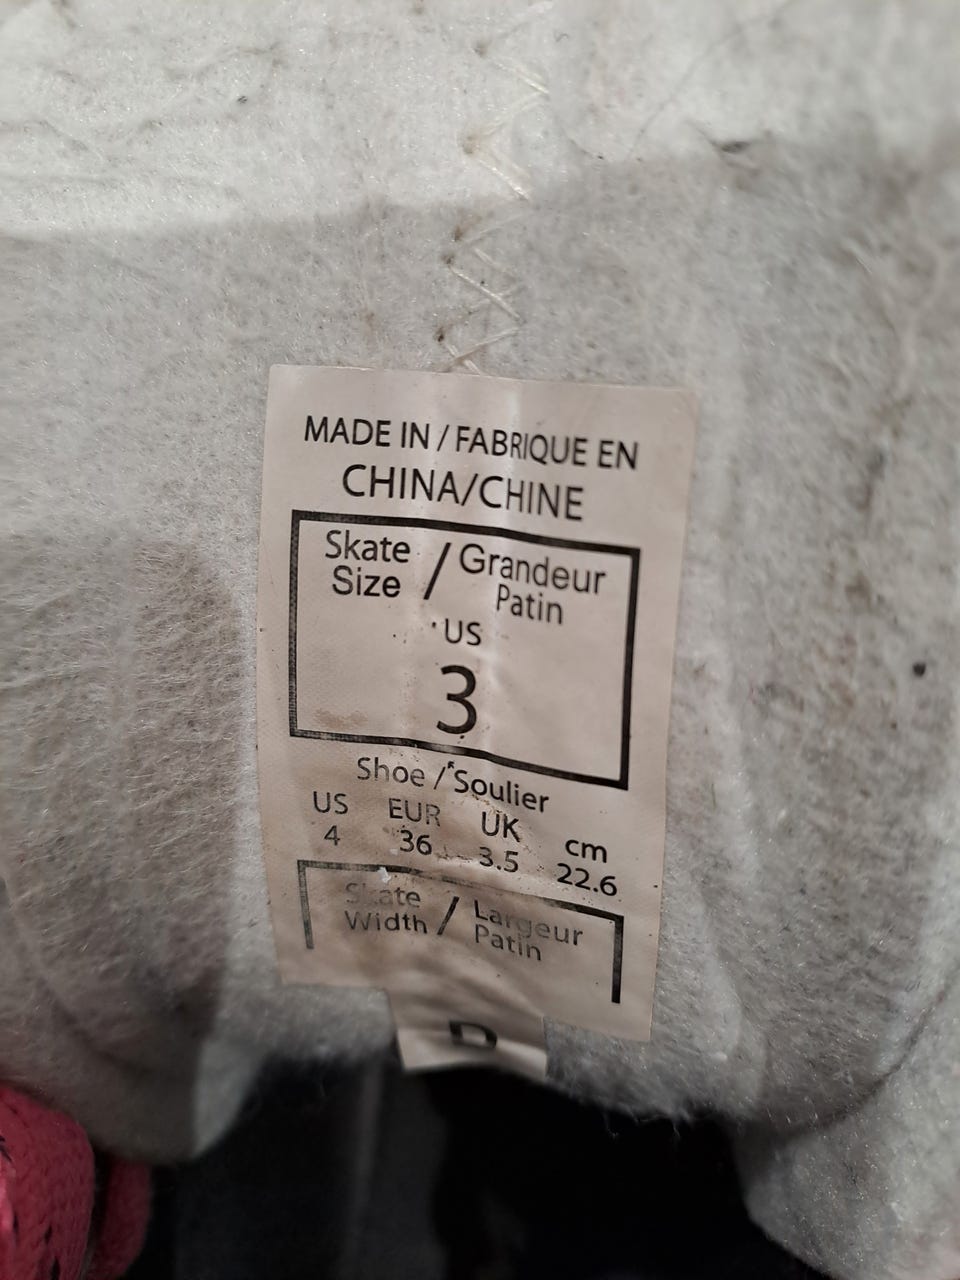 MADE IN / FABRIQUE EN
CHINA/CHINE
Skate Size / Grandeur Patin
US
3
Shoe / Soulier
US EUR UK cm
4 36 3.5 22.6
Skate Width / Largeur Patin
D